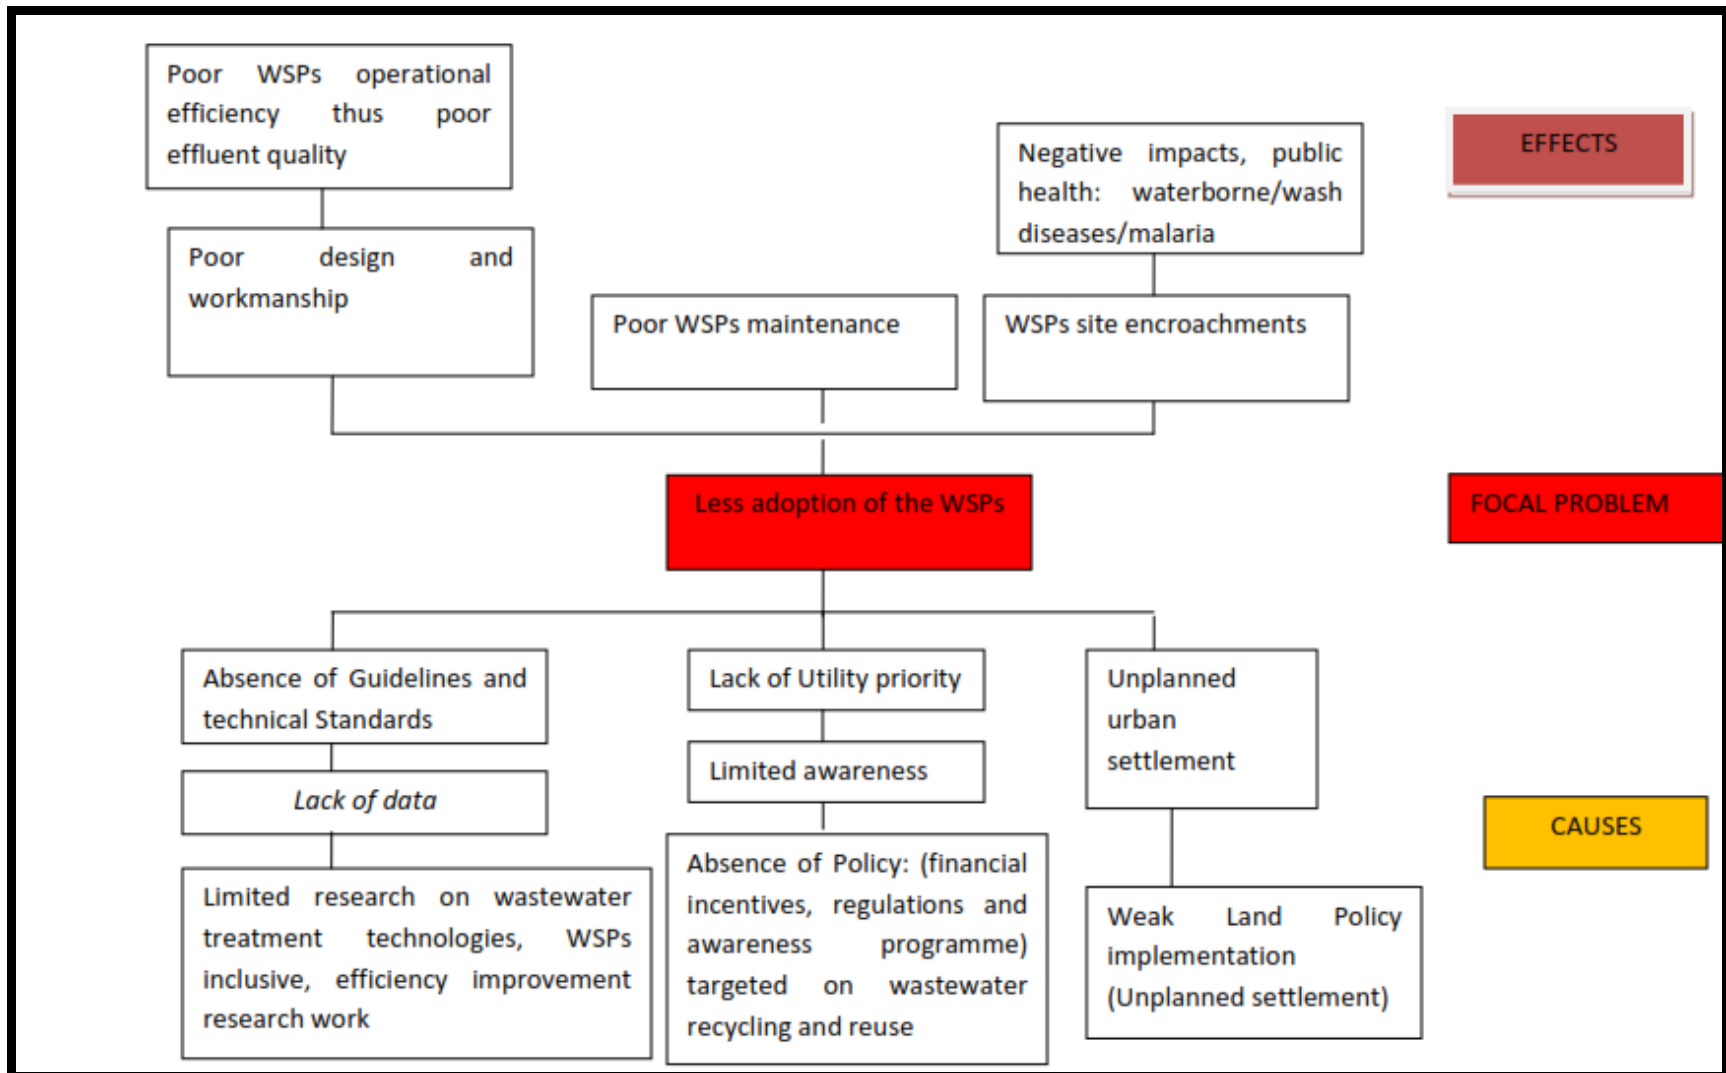 Poor WSPs operational
efficiency thus poor
effluent quality
Negative impacts, public
health: waterborne/wash
diseases/malaria
EFFECTS
Poor design and
workmanship
Poor WSPs maintenance
WSPs site encroachments
Less adoption of the WSPs
FOCAL PROBLEM
Absence of Guidelines and
technical Standards
Lack of data
Limited research on wastewater
treatment technologies, WSPs
inclusive, efficiency improvement
research work
Lack of Utility priority
Limited awareness
Absence of Policy: (financial
incentives, regulations and
awareness programme)
targeted on wastewater
recycling and reuse
Unplanned
urban
settlement
Weak Land Policy
implementation
(Unplanned settlement)
CAUSES